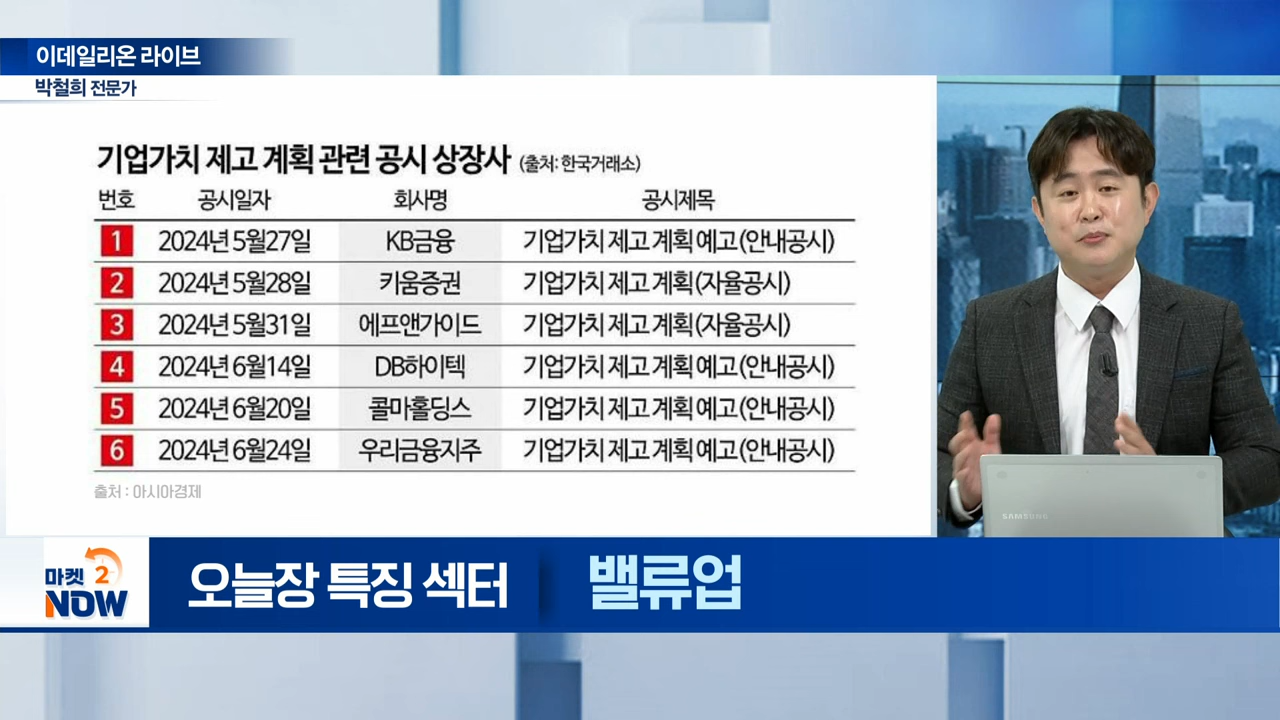 이데일리온 라이브
박철희 전문가
기업가치 제고 계획 관련 공시 상장사 (출처: 한국거래소)
번호 공시일자 회사명 공시제목
1 2024년 5월27일 KB금융 기업가치 제고 계획 예고(안내공시)
2 2024년 5월28일 키움증권 기업가치 제고 계획(자율공시)
3 2024년 5월31일 에프앤가이드 기업가치 제고 계획(자율공시)
4 2024년 6월14일 DB하이텍 기업가치 제고 계획 예고(안내공시)
5 2024년 6월20일 콜마홀딩스 기업가치 제고 계획 예고(안내공시)
6 2024년 6월24일 우리금융지주 기업가치 제고 계획 예고(안내공시)
출처 : 아시아경제
SAMSUNG
마켓 2
NOW
오늘장 특징 섹터 밸류업